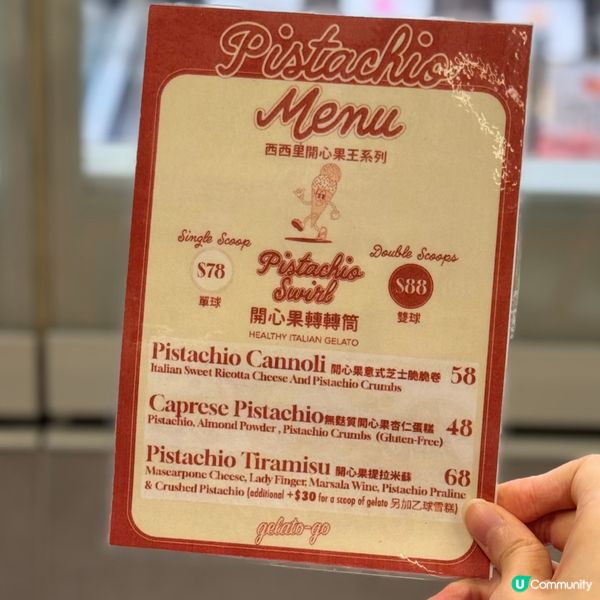 Pistachio
Menu
西西里開心果王系列
Single Scoop
$78
單球
Double Scoops
$88
雙球
Pistachio
Swirl
開心果轉轉筒
HEALTHY ITALIAN GELATO
Pistachio Cannoli 開心果意式芝士脆脆卷 58
Italian Sweet Ricotta Cheese And Pistachio Crumbs
Caprese Pistachio 無麩質開心果杏仁蛋糕 48
Pistachio, Almond Powder , Pistachio Crumbs (Gluten-Free)
Pistachio Tiramisu 開心果提拉米蘇 68
Mascarpone Cheese, Lady Finger, Marsala Wine, Pistachio Praline
& Crushed Pistachio (additional +$30 for a scoop of gelato 另加乙球雪糕)
gelato-go
U Community